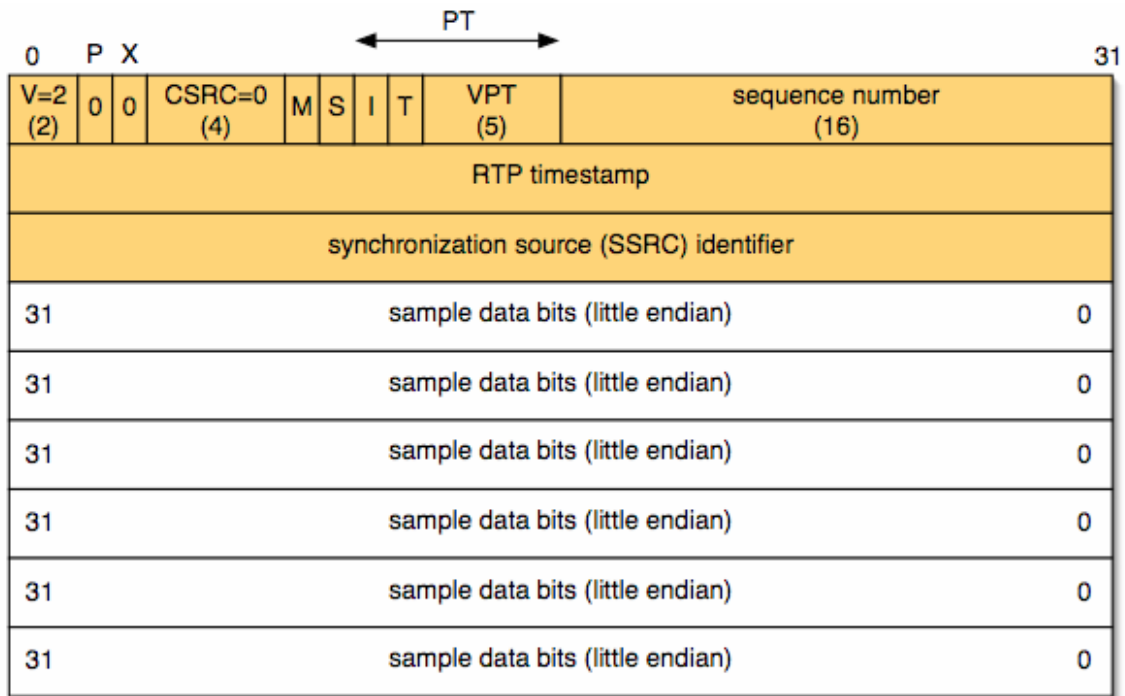 PT
0 P X 31
V=2 0 0 CSRC=0 M S I T VPT sequence number
(2) (4) (5) (16)
RTP timestamp
synchronization source (SSRC) identifier
31 sample data bits (little endian) 0
31 sample data bits (little endian) 0
31 sample data bits (little endian) 0
31 sample data bits (little endian) 0
31 sample data bits (little endian) 0
31 sample data bits (little endian) 0